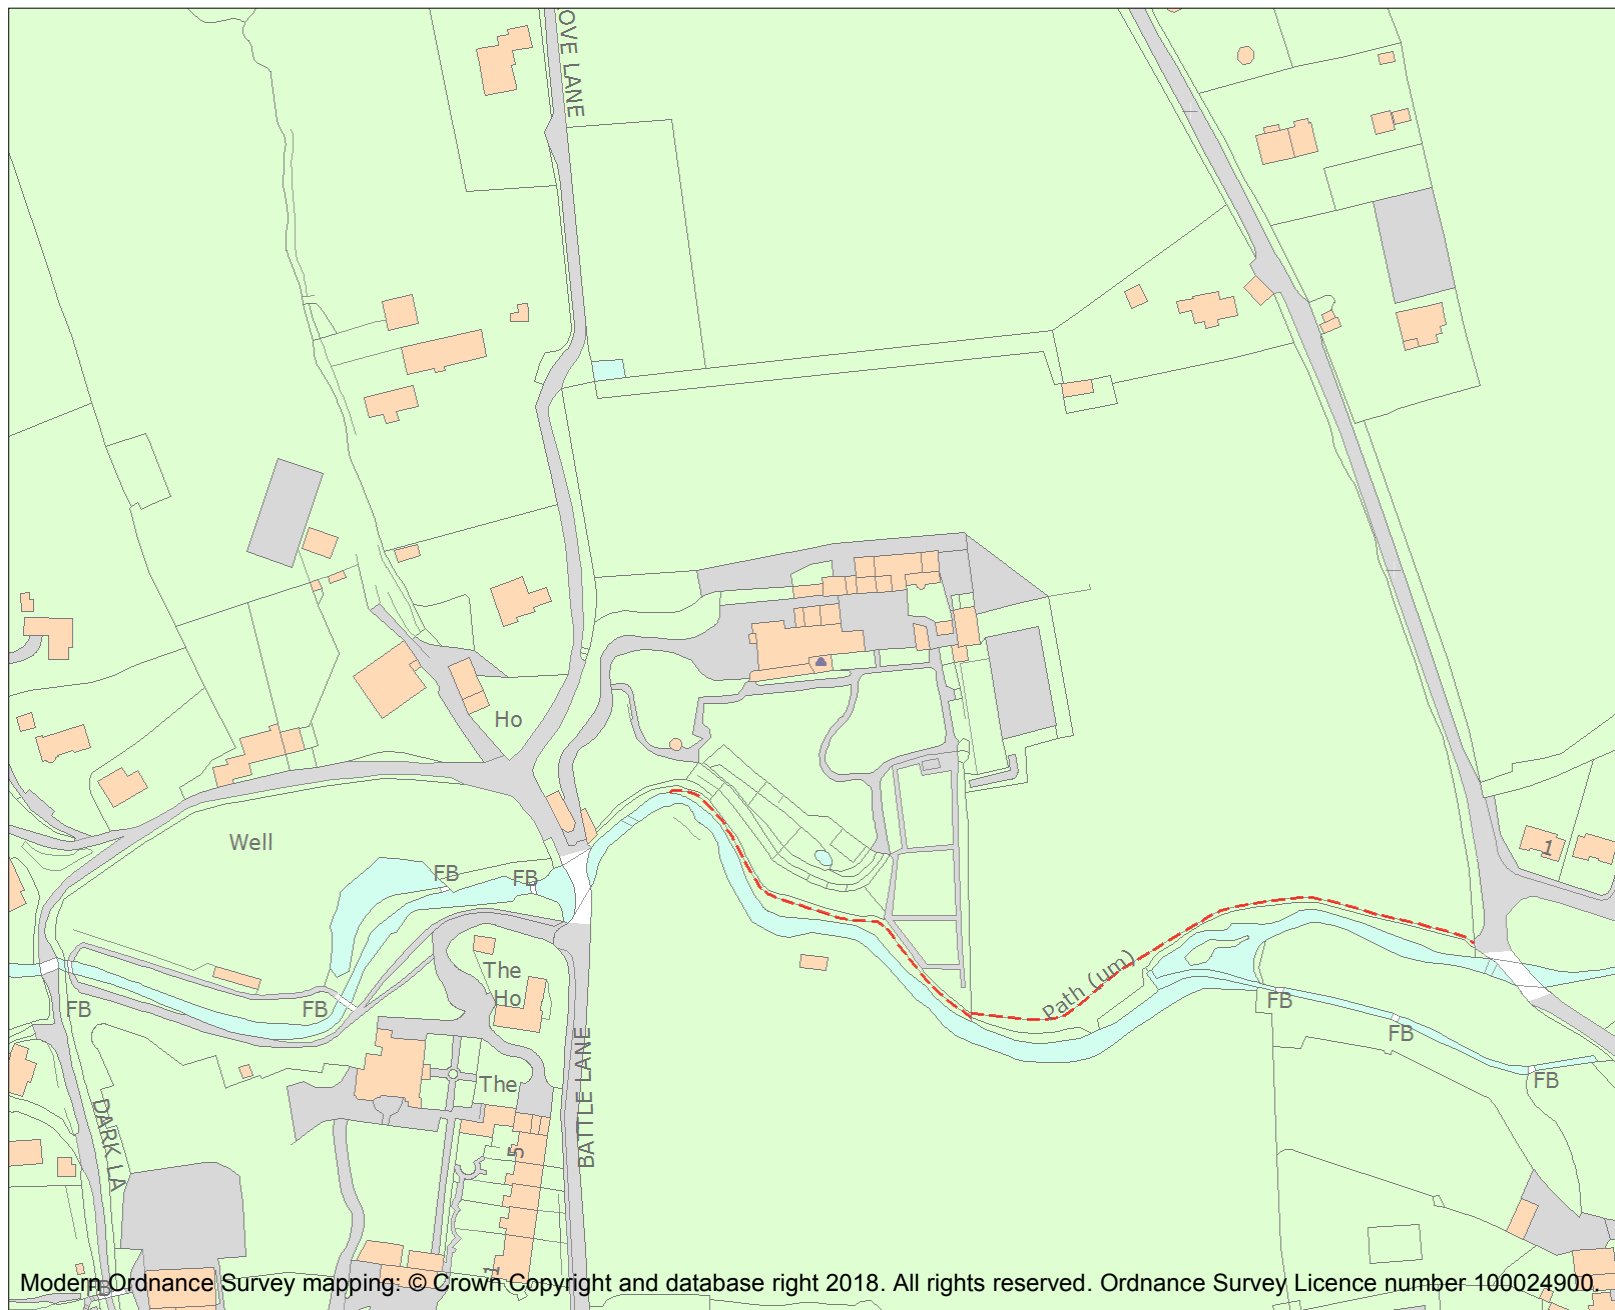 OVE LANE
Ho
Well
FB
FB
The
Ho
Path (um)
FB
FB
FB
FB
FB
The
BATTLE LANE
DARK LA
5
1
1
FB
Modern Ordnance Survey mapping: © Crown Copyright and database right 2018. All rights reserved. Ordnance Survey Licence number 100024900.